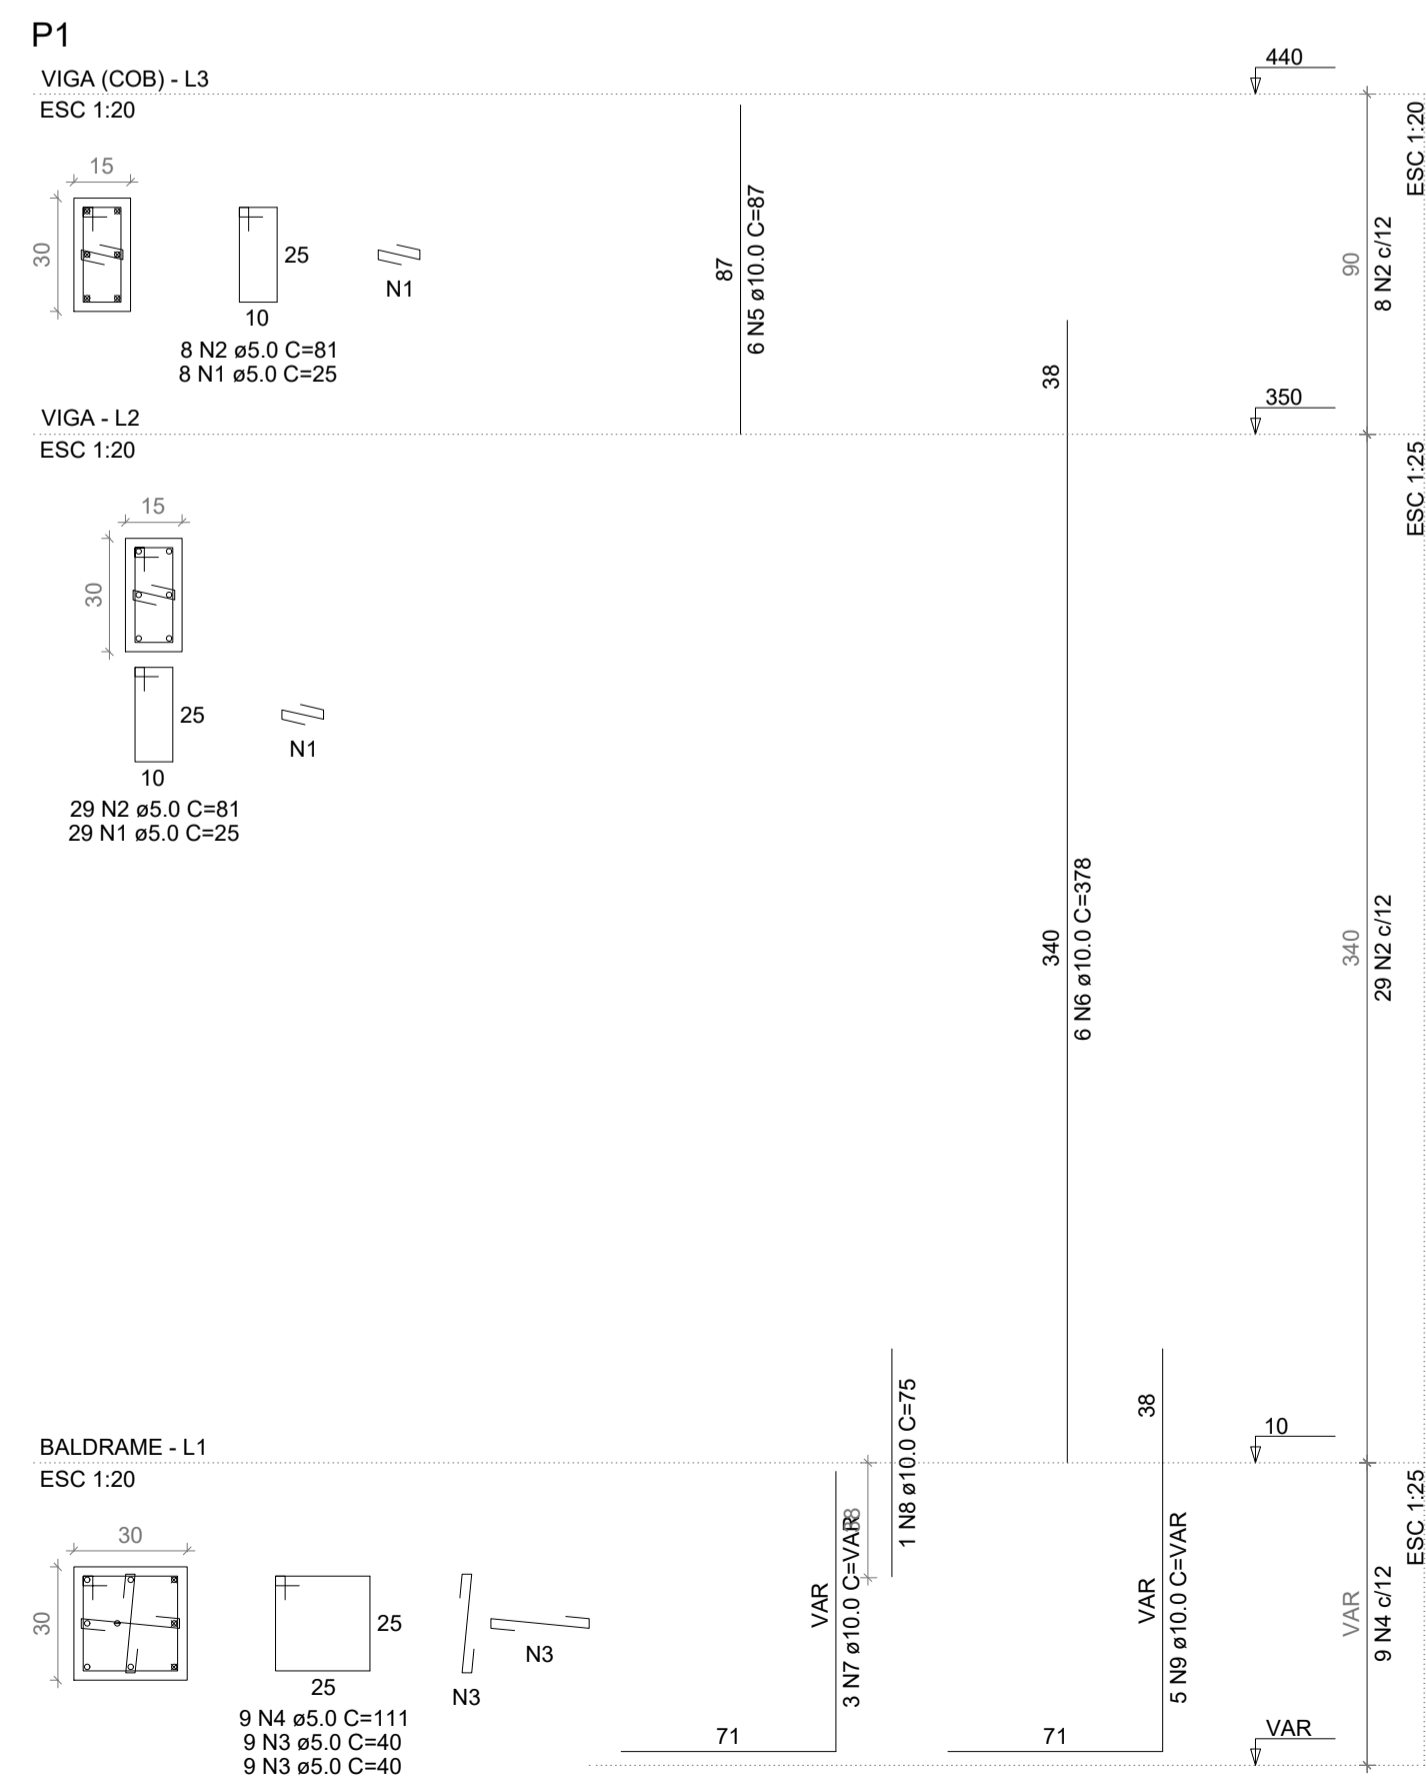 P1
VIGA (COB) - L3
440
ESC 1:20
ESC 1:20
15
30
25
N1
10
8 N2 ø5.0 C=81
8 N1 ø5.0 C=25
87
6 N5 ø10.0 C=87
38
90
8 N2 c/12
VIGA - L2
350
ESC 1:20
ESC 1:25
15
30
25
N1
10
29 N2 ø5.0 C=81
29 N1 ø5.0 C=25
340
6 N6 ø10.0 C=378
340
29 N2 c/12
BALDRAME - L1
10
ESC 1:20
ESC 1:25
30
30
25
25
N3
N3
9 N4 ø5.0 C=111
9 N3 ø5.0 C=40
9 N3 ø5.0 C=40
VAR
3 N7 ø10.0 C=VAR
71
38
1 N8 ø10.0 C=75
38
VAR
5 N9 ø10.0 C=VAR
71
VAR
9 N4 c/12
VAR